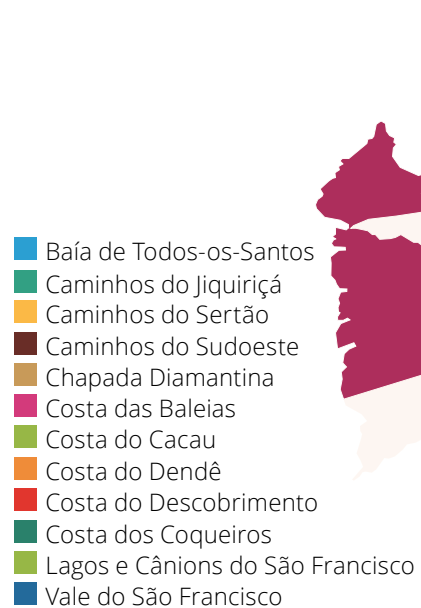 Baía de Todos-os-Santos
Caminhos do Jiquiriçá
Caminhos do Sertão
Caminhos do Sudoeste
Chapada Diamantina
Costa das Baleias
Costa do Cacau
Costa do Dendê
Costa do Descobrimento
Costa dos Coqueiros
Lagos e Cânions do São Francisco
Vale do São Francisco